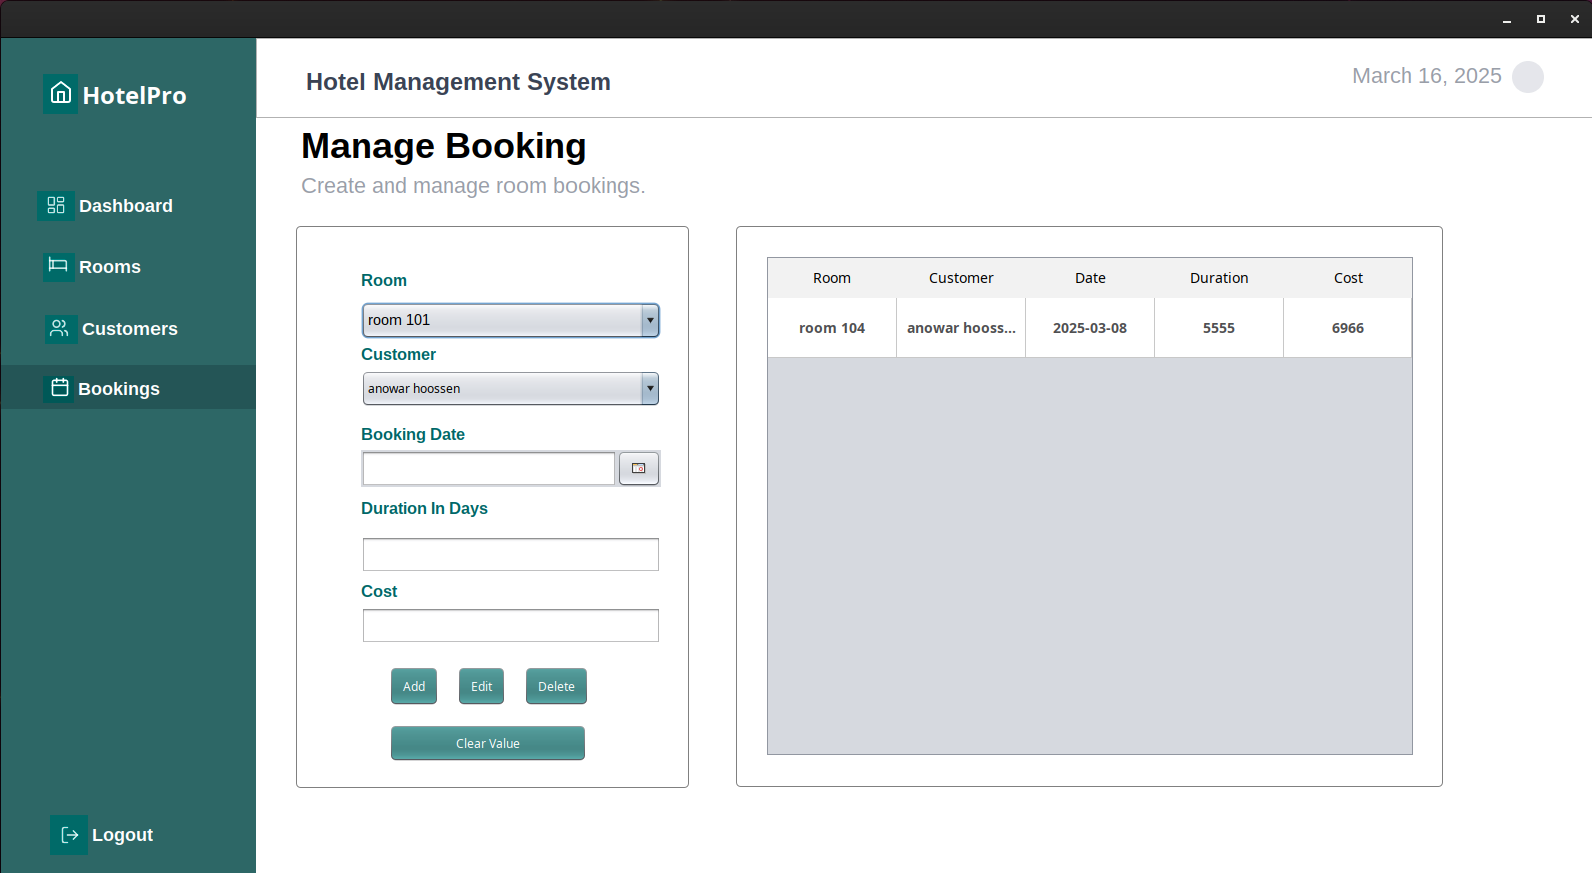 HotelPro
Dashboard
Rooms
Customers
Bookings
Logout
Hotel Management System
March 16, 2025
Manage Booking
Create and manage room bookings.
Room
room 101
Customer
anowar hoossen
Booking Date
Duration In Days
Cost
Add Edit Delete
Clear Value
Room Customer Date Duration Cost
room 104 anowar hooss... 2025-03-08 5555 6966